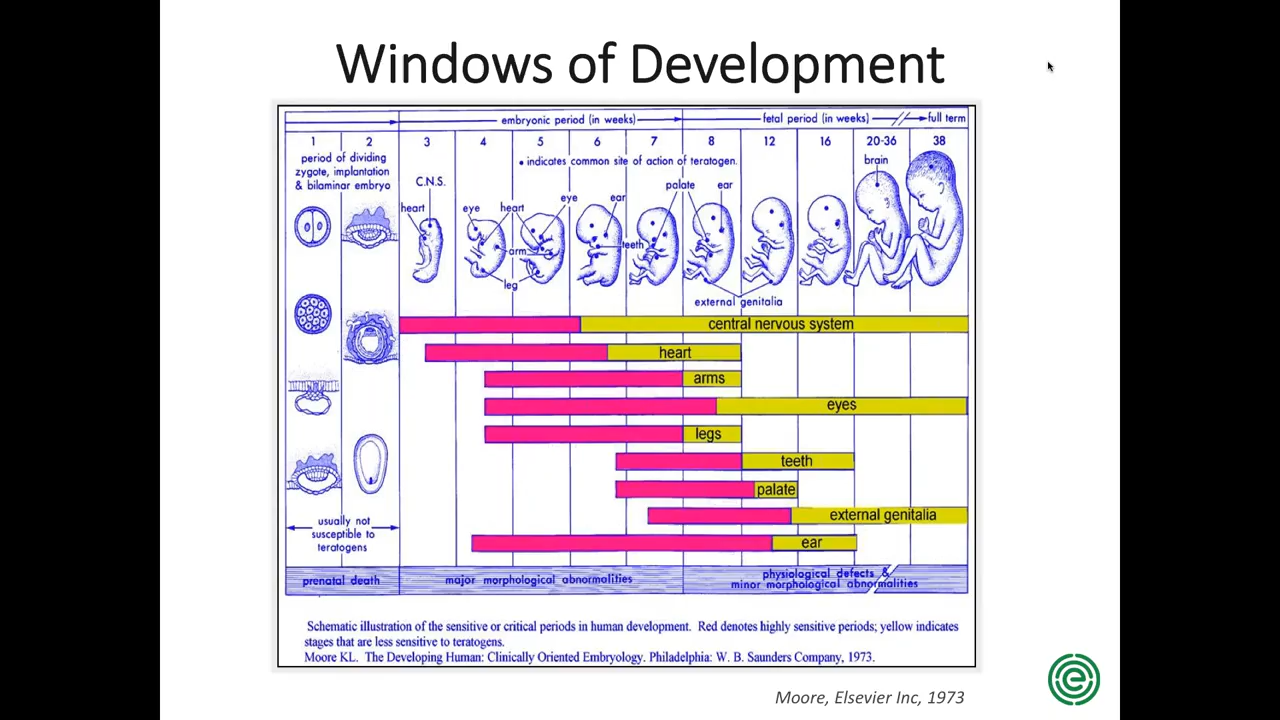 Windows of Development
embryonic period (in weeks)
fetal period (in weeks)
full term
1 2 3 4 5 6 7 8 12 16 20-36 38
period of dividing
zygote, implantation
& bilaminar embryo
• indicates common site of action of teratogen.
brain
C.N.S.
palate
ear
heart
eye
heart
eye
ear
arm
teeth
leg
external genitalia
central nervous system
heart
arms
eyes
legs
teeth
palate
external genitalia
ear
usually not
susceptible to
teratogens
prenatal death
major morphological abnormalities
physiological defects &
minor morphological abnormalities
Schematic illustration of the sensitive or critical periods in human development. Red denotes highly sensitive periods; yellow indicates
stages that are less sensitive to teratogens.
Moore KL. The Developing Human: Clinically Oriented Embryology. Philadelphia: W. B. Saunders Company, 1973.
Moore, Elsevier Inc, 1973